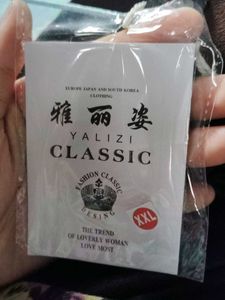 EUROPE JAPAN AND SOUTH KOREA
CLOTHING
雅丽姿
YALIZI
CLASSIC
FASHION CLASSIC
DESING
XXL
THE TREND
OF LOVERLY WOMAN
LOVE MOST